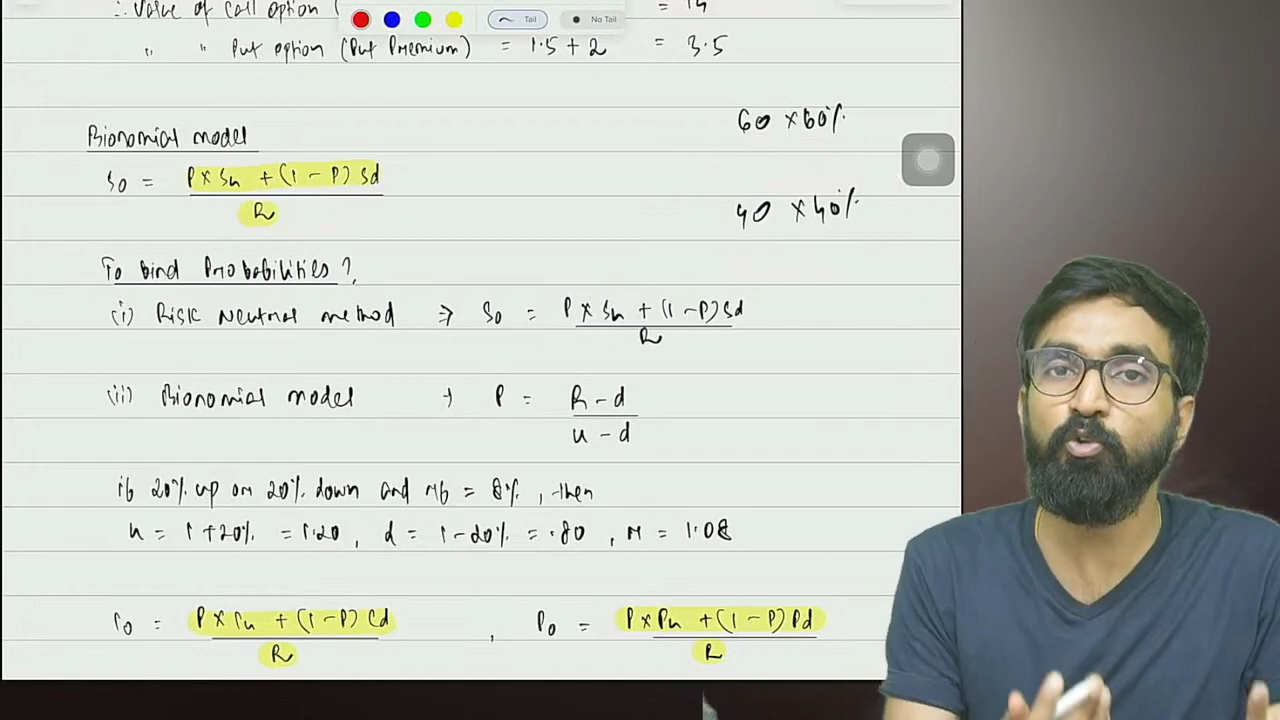 ∴ Value of Call option ( = 14
Tail
No Tail
" " Put option (Put Premium) = 1.5 + 2 = 3.5
60 × 60%
Bionomial model
S0 = P × Su + (1 - P) Sd
R
40 × 40%
To find Probabilities?
(i) Risk Neutral method ⇒ S0 = P × Su + (1 - P) Sd
R
(ii) Bionomial model → P = R - d
u - d
if 20% up or 20% down and rf = 8%, then
u = 1 + 20% = 1.20, d = 1 - 20% = .80, r = 1.08
C0 = P × Cu + (1 - P) Cd , P0 = P × Pu + (1 - P) Pd
R R